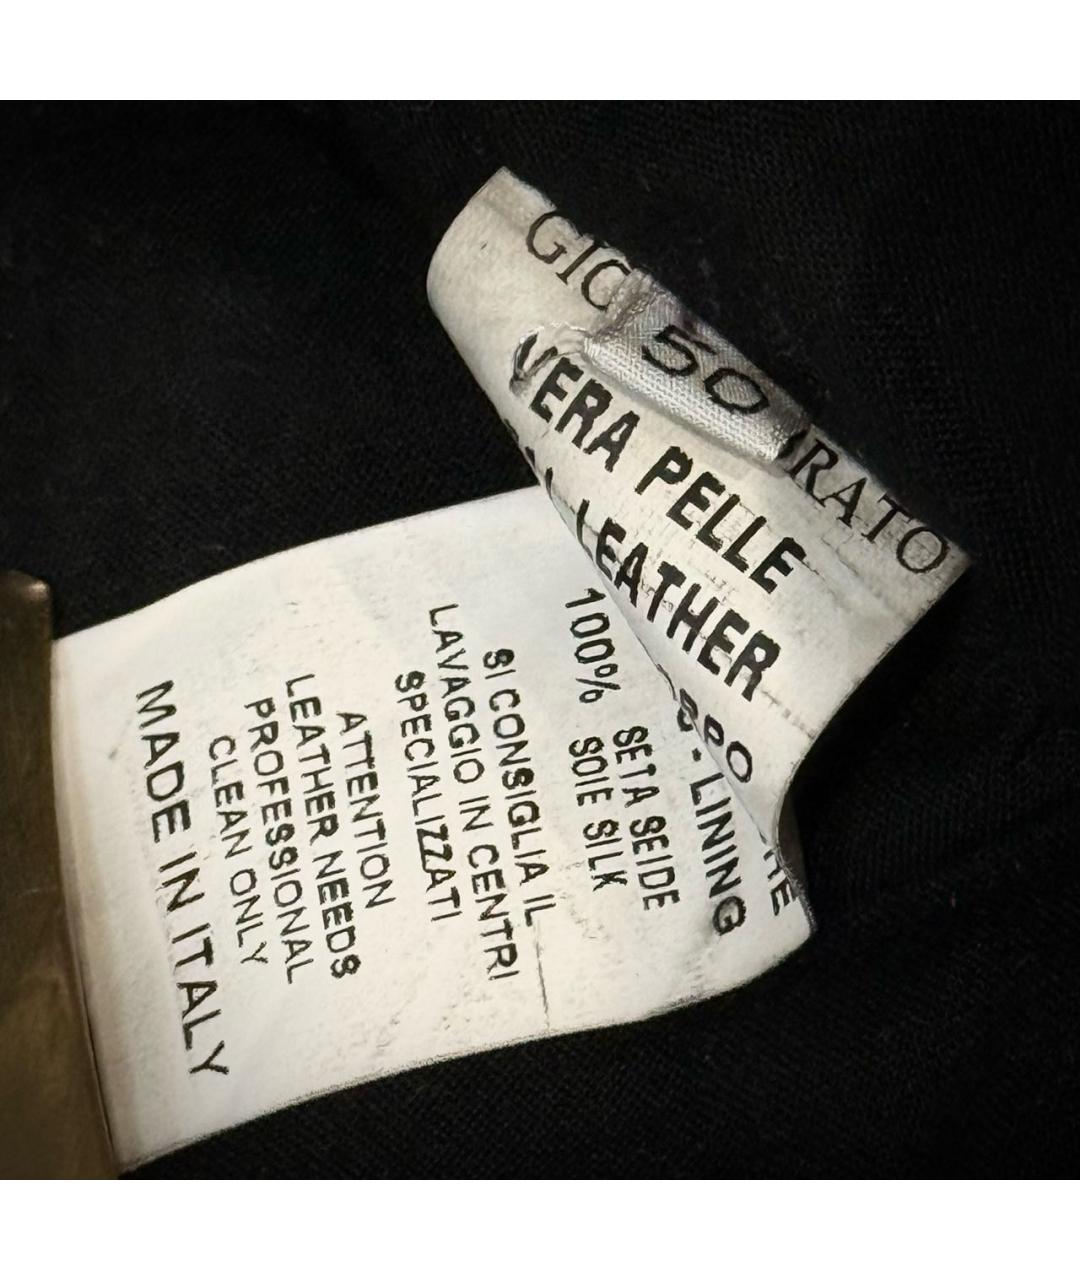 50
VERA PELLE
LEATHER
LINING
100% SETA SEIDE
SOIE SILK
SI CONSIGLIA IL
LAVAGGIO IN CENTRI
SPECIALIZZATI
ATTENTION
LEATHER NEEDS
PROFESSIONAL
CLEAN ONLY
MADE IN ITALY